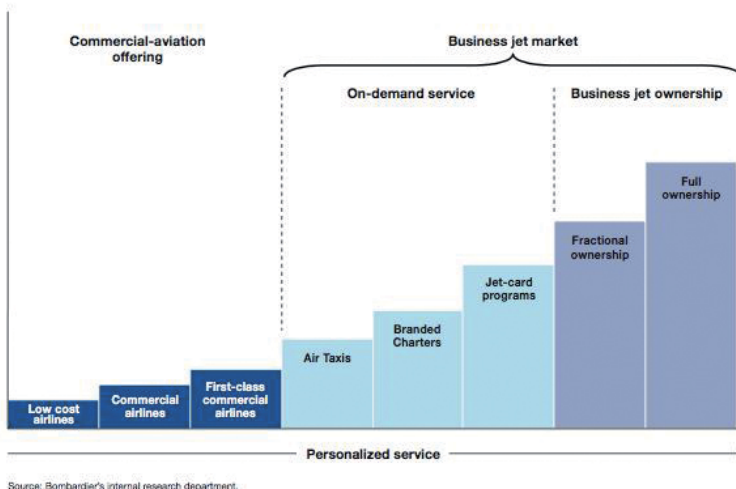 Commercial-aviation
offering
Business jet market
On-demand service
Business jet ownership
Low cost
airlines
Commercial
airlines
First-class
commercial
airlines
Air Taxis
Branded
Charters
Jet-card
programs
Fractional
ownership
Full
ownership
Personalized service
Source: Bombardier's internal research department.